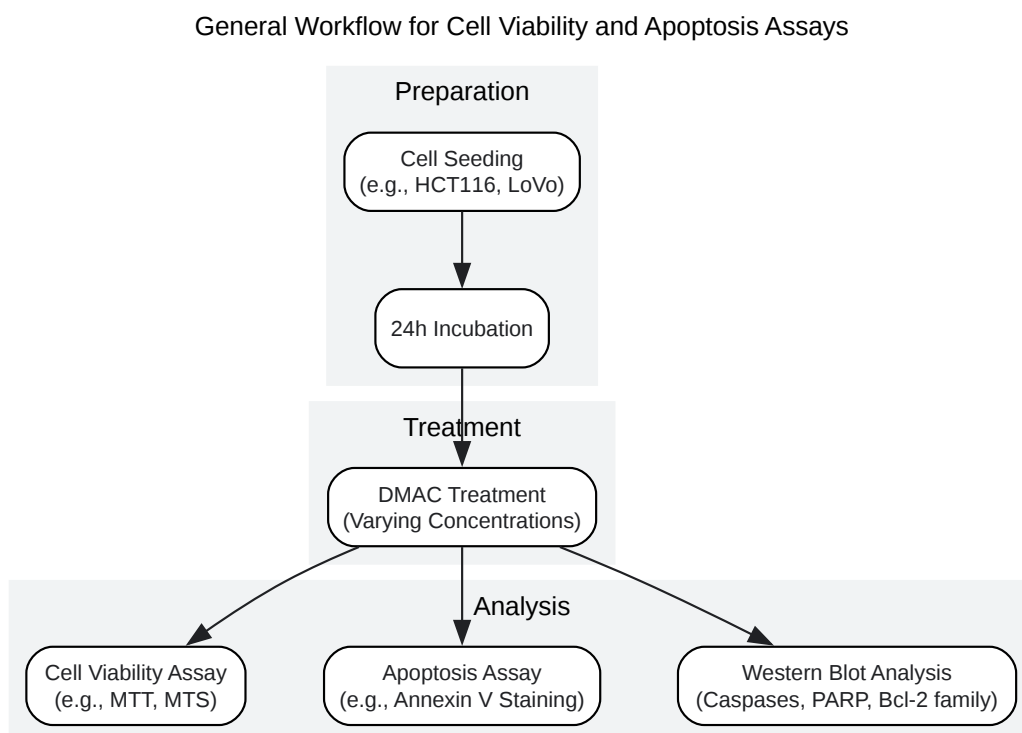 General Workflow for Cell Viability and Apoptosis Assays
Preparation
Cell Seeding
(e.g., HCT116, LoVo)
24h Incubation
Treatment
DMAC Treatment
(Varying Concentrations)
Analysis
Cell Viability Assay
(e.g., MTT, MTS)
Apoptosis Assay
(e.g., Annexin V Staining)
Western Blot Analysis
(Caspases, PARP, Bcl-2 family)